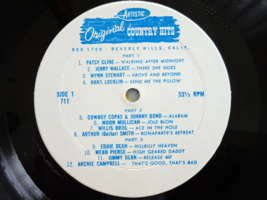 ARTISTIC
Original COUNTRY HITS
BOX 1790 - BEVERLY HILLS, CALIF.
PART 1
1. PATSY CLINE — WALKING AFTER MIDNIGHT
2. JERRY WALLACE — THERE SHE GOES
3. WYNN STEWART — ABOVE AND BEYOND
4. HANK LOCKLIN — SEND ME THE PILLOW
SIDE 1
711
33⅓ RPM
PART 2
5. COWBOY COPAS & JOHNNY BOND — ALABAM
6. MOON MULLICAN — JOLE BLON
7. WILLIS BROS. — ACE IN THE HOLE
8. ARTHUR (Guitar) SMITH — BONAPARTE'S RETREAT
PART 3
9. EDDIE DEAN — HILLBILLY HEAVEN
10. WEBB PIERCE — HIGH GEARED DADDY
11. JIMMY DEAN — RELEASE ME
12. ARCHIE CAMPBELL — THAT'S GOOD, THAT'S BAD